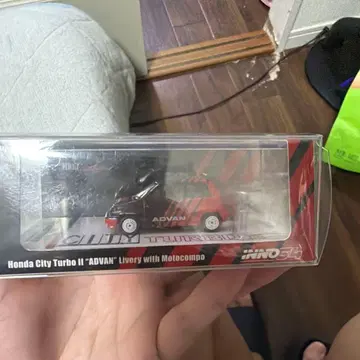 ADVAN
Honda City Turbo II "ADVAN" Livery with Motocompo
INNO64